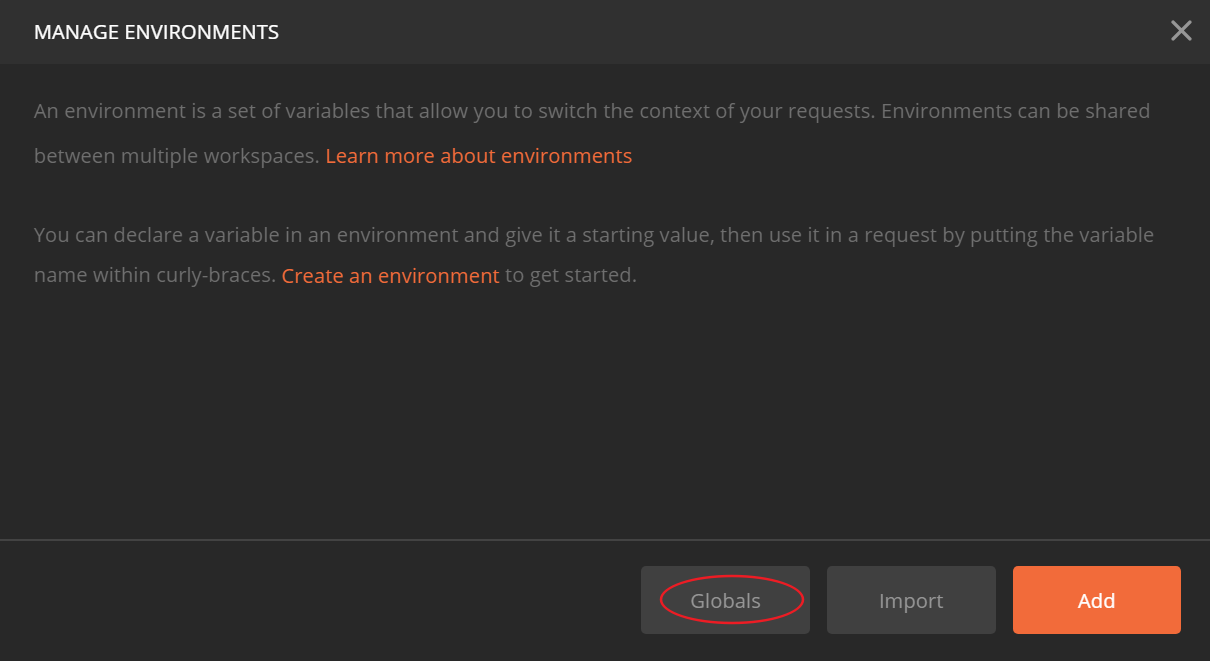 MANAGE ENVIRONMENTS
An environment is a set of variables that allow you to switch the context of your requests. Environments can be shared
between multiple workspaces. Learn more about environments
You can declare a variable in an environment and give it a starting value, then use it in a request by putting the variable
name within curly-braces. Create an environment to get started.
Globals Import Add